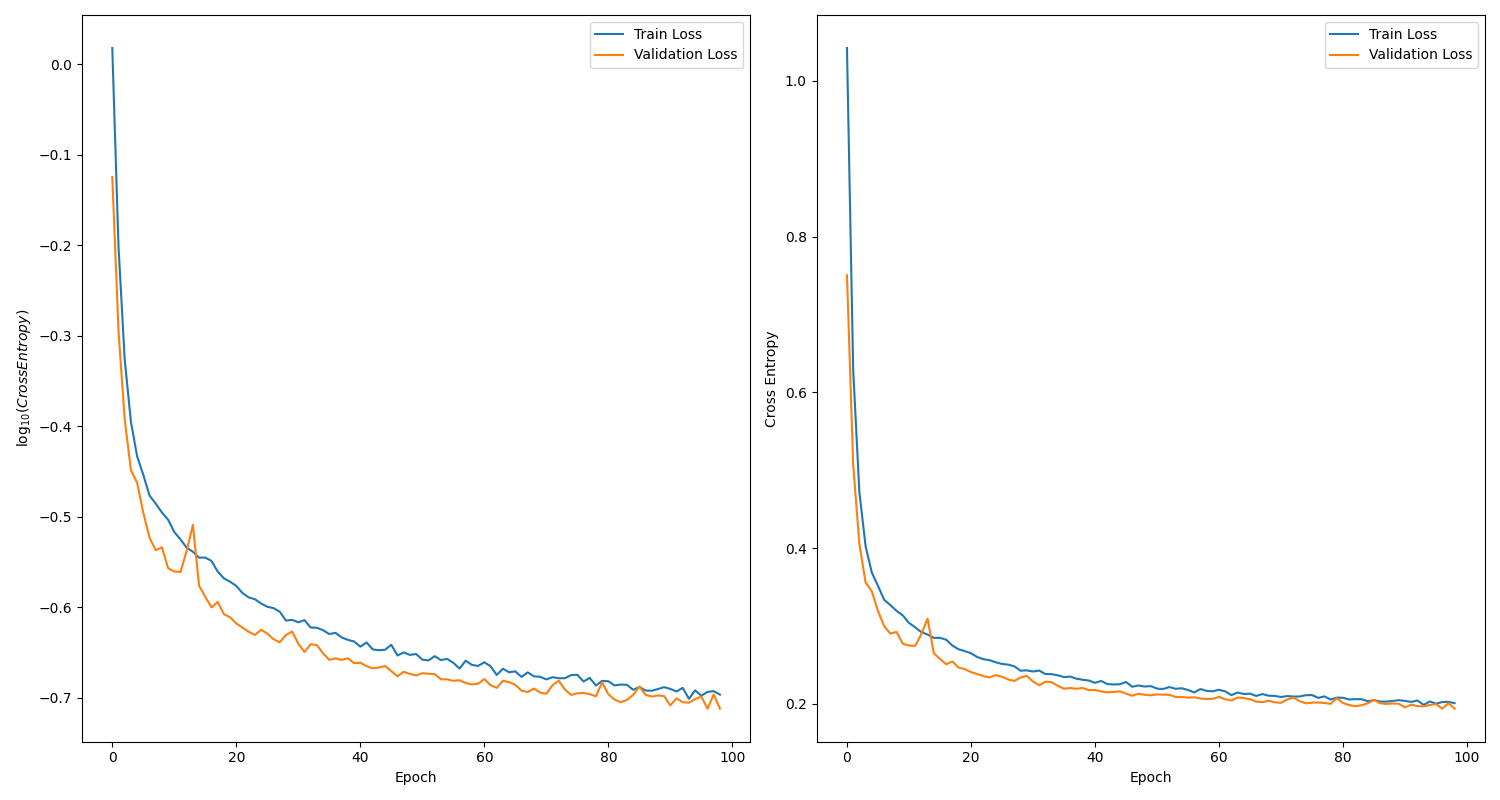 Train Loss
Validation Loss
0.0
−0.1
−0.2
−0.3
−0.4
−0.5
−0.6
−0.7
log₁₀(CrossEntropy)
0 20 40 60 80 100
Epoch
Train Loss
Validation Loss
1.0
0.8
0.6
0.4
0.2
Cross Entropy
0 20 40 60 80 100
Epoch